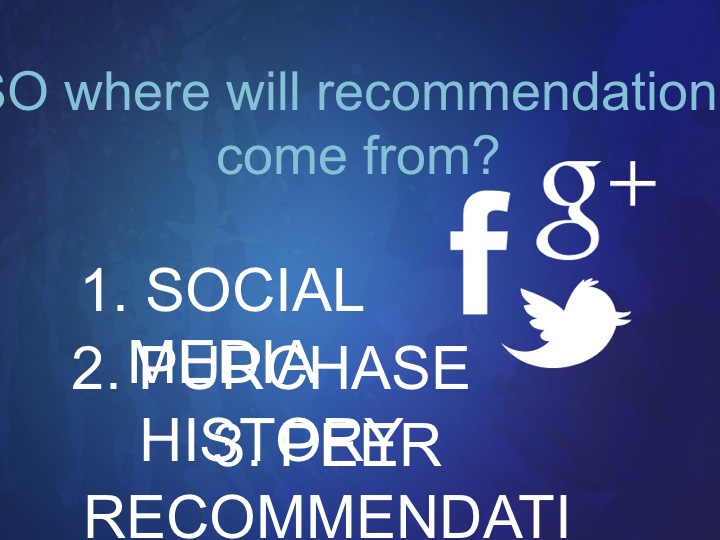 SO where will recommendation
come from?
g+
f
1. SOCIAL
MEDIA
2. PURCHASE
HISTORY
3. PEER
RECOMMENDATI